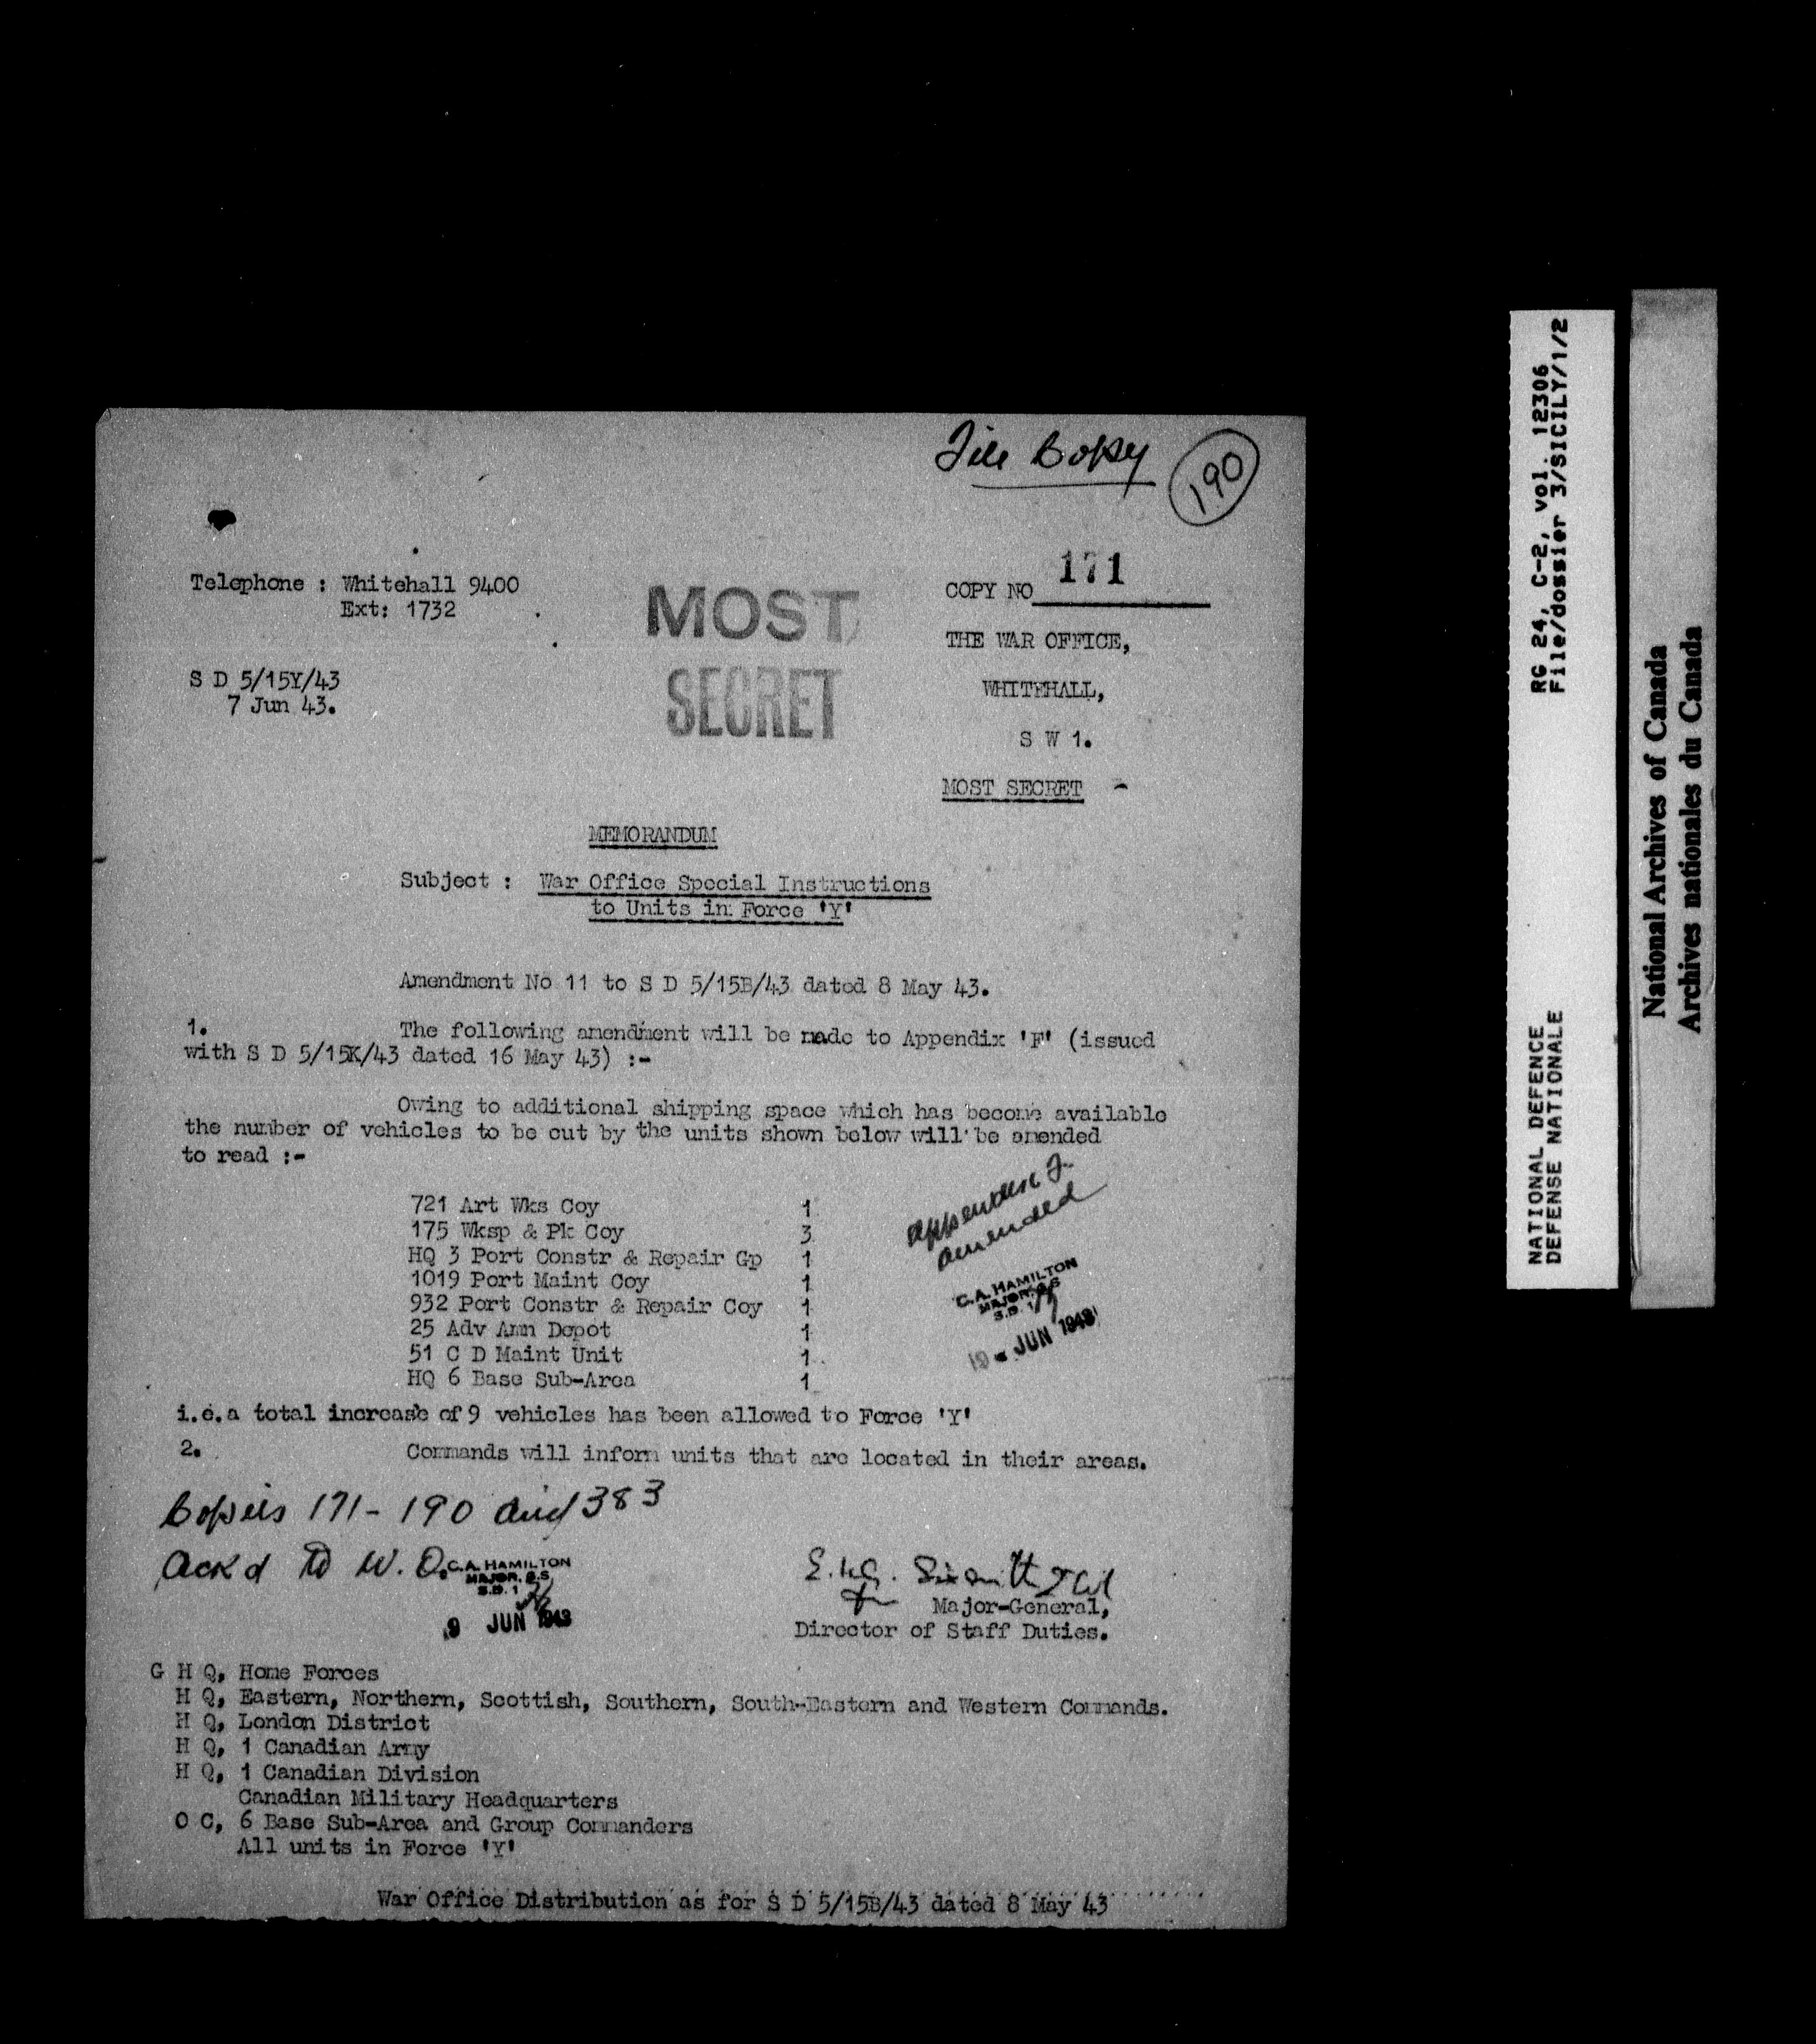 File Copy
190
Telephone : Whitehall 9400
Ext: 1732
S D 5/15Y/43
7 Jun 43.
MOST
SECRET
COPY NO 171
THE WAR OFFICE,
WHITEHALL,
S W 1.
MOST SECRET -
MEMORANDUM
Subject : War Office Special Instructions
to Units in Force 'Y'
Amendment No 11 to S D 5/15B/43 dated 8 May 43.
1. The following amendment will be made to Appendix 'F' (issued
with S D 5/15K/43 dated 16 May 43) :-
Owing to additional shipping space which has become available
the number of vehicles to be cut by the units shown below will be amended
to read :-
721 Art Wks Coy 1
175 Wksp & Pk Coy 3
HQ 3 Port Constr & Repair Gp 1
1019 Port Maint Coy 1
932 Port Constr & Repair Coy 1
25 Adv Amn Depot 1
51 C D Maint Unit 1
HQ 6 Base Sub-Area 1
Appendix F
amended
C.A. HAMILTON
MAJOR, G.S
S.D. 1
JUN 1943
i.e. a total increase of 9 vehicles has been allowed to Force 'Y'
2. Commands will inform units that are located in their areas.
Copies 171-190 and 383
Ack'd to W.O.
C.A. HAMILTON
MAJOR, G.S
S.D. 1
9 JUN 1943
Major-General,
Director of Staff Duties.
G H Q, Home Forces
H Q, Eastern, Northern, Scottish, Southern, South-Eastern and Western Commands.
H Q, London District
H Q, 1 Canadian Army
H Q, 1 Canadian Division
Canadian Military Headquarters
O C, 6 Base Sub-Area and Group Commanders
All units in Force 'Y'
War Office Distribution as for S D 5/15B/43 dated 8 May 43
RG 24, C-2, vol. 12306
File/dossier 3/SICILY/1/2
NATIONAL DEFENCE
DEFENSE NATIONALE
National Archives of Canada
Archives nationales du Canada